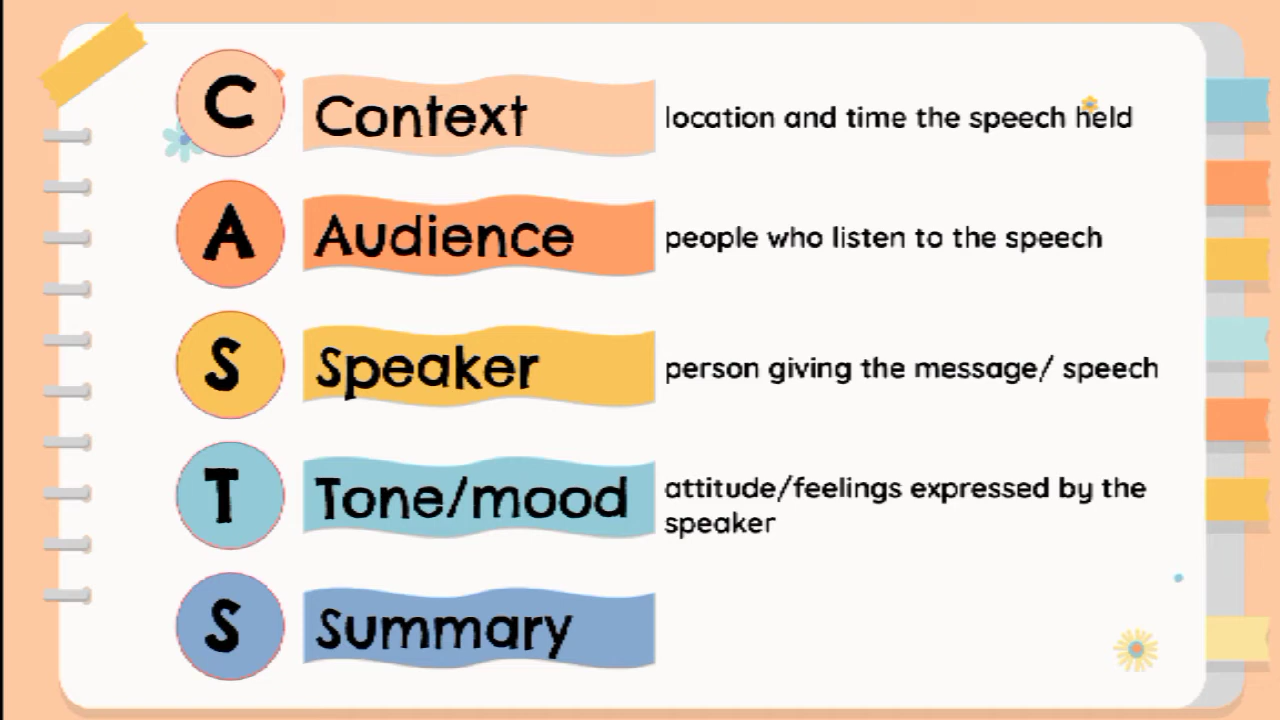 C Context location and time the speech held
A Audience people who listen to the speech
S Speaker person giving the message/ speech
T Tone/mood attitude/feelings expressed by the
speaker
S Summary